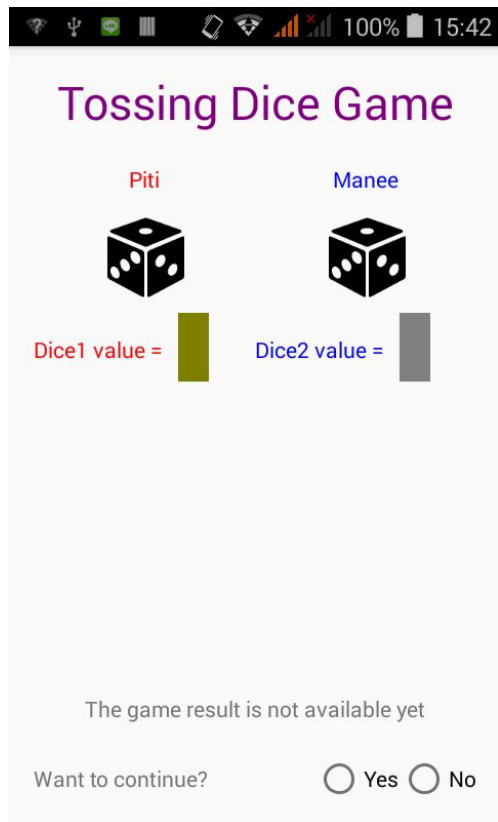 100% 15:42
Tossing Dice Game
Piti Manee
Dice1 value = Dice2 value =
The game result is not available yet
Want to continue? Yes No